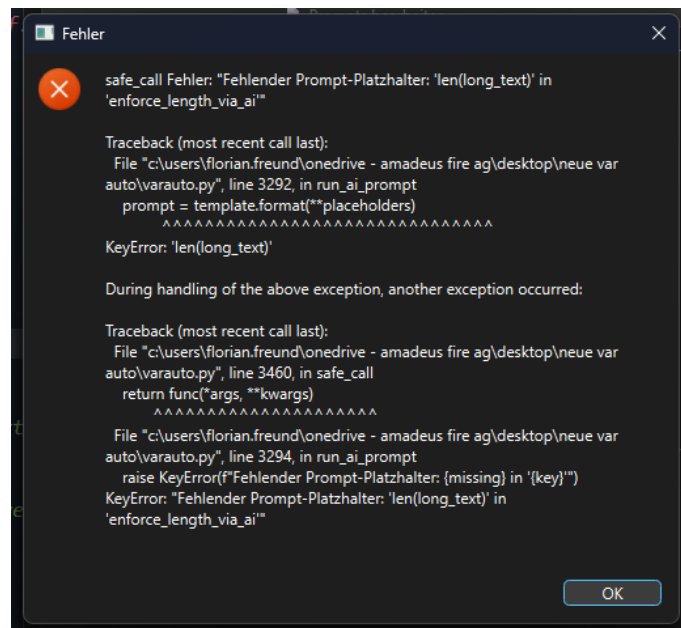 Fehler
safe_call Fehler: "Fehlender Prompt-Platzhalter: 'len(long_text)' in
'enforce_length_via_ai'"
Traceback (most recent call last):
File "c:\users\florian.freund\onedrive - amadeus fire ag\desktop\neue var
auto\varauto.py", line 3292, in run_ai_prompt
prompt = template.format(**placeholders)
^^^^^^^^^^^^^^^^^^^^^^^^^^^^^^^
KeyError: 'len(long_text)'
During handling of the above exception, another exception occurred:
Traceback (most recent call last):
File "c:\users\florian.freund\onedrive - amadeus fire ag\desktop\neue var
auto\varauto.py", line 3460, in safe_call
return func(*args, **kwargs)
^^^^^^^^^^^^^^^^^^^^^
File "c:\users\florian.freund\onedrive - amadeus fire ag\desktop\neue var
auto\varauto.py", line 3294, in run_ai_prompt
raise KeyError(f"Fehlender Prompt-Platzhalter: {missing} in '{key}'")
KeyError: "Fehlender Prompt-Platzhalter: 'len(long_text)' in
'enforce_length_via_ai'"
OK